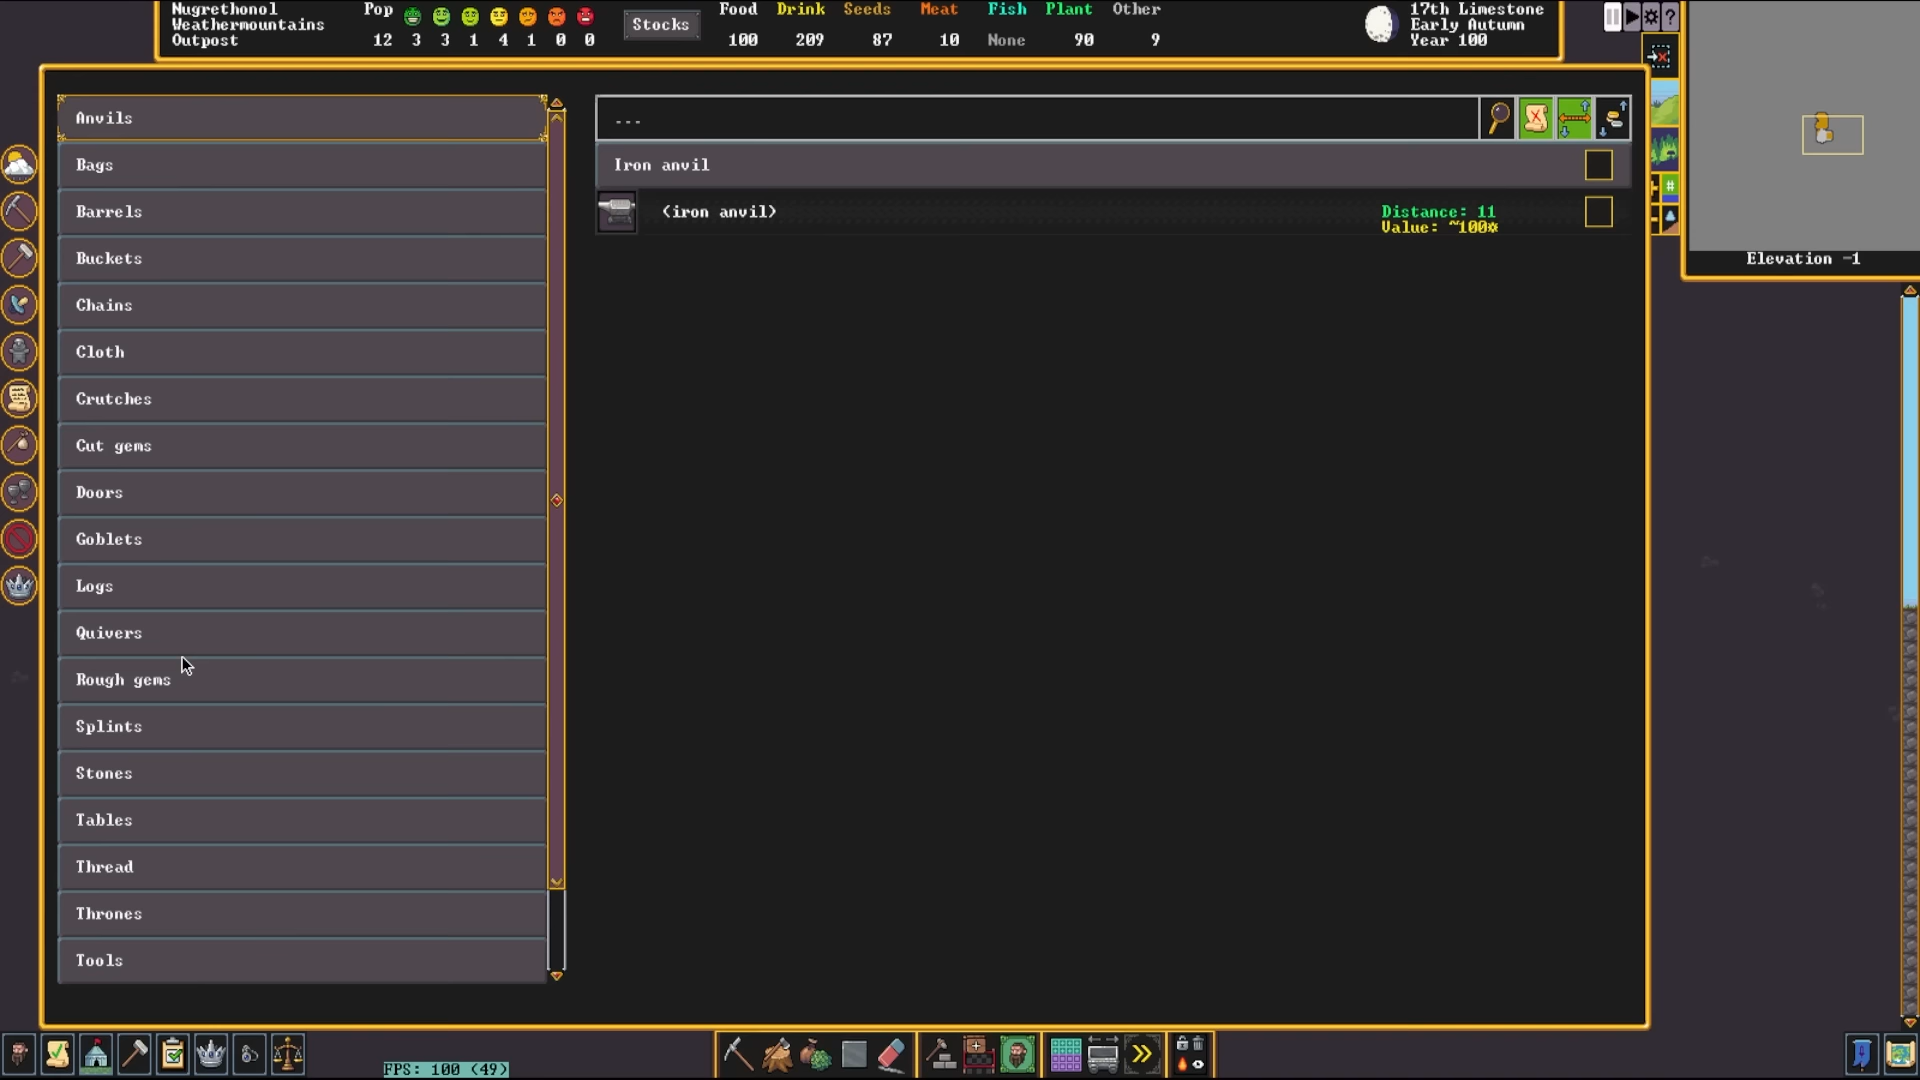 Nugrethonol
Weathermountains
Outpost
Pop
12 3 3 1 4 1 0 0
Stocks
Food Drink Seeds Meat Fish Plant Other
100 209 87 10 None 90 9
17th Limestone
Early Autumn
Year 100
?
Anvils
Bags
Barrels
Buckets
Chains
Cloth
Crutches
Cut gems
Doors
Goblets
Logs
Quivers
Rough gems
Splints
Stones
Tables
Thread
Thrones
Tools
...
Iron anvil
(iron anvil)
Distance: 11
Value: ~100☼
#
Elevation -1
FPS: 100 (49)